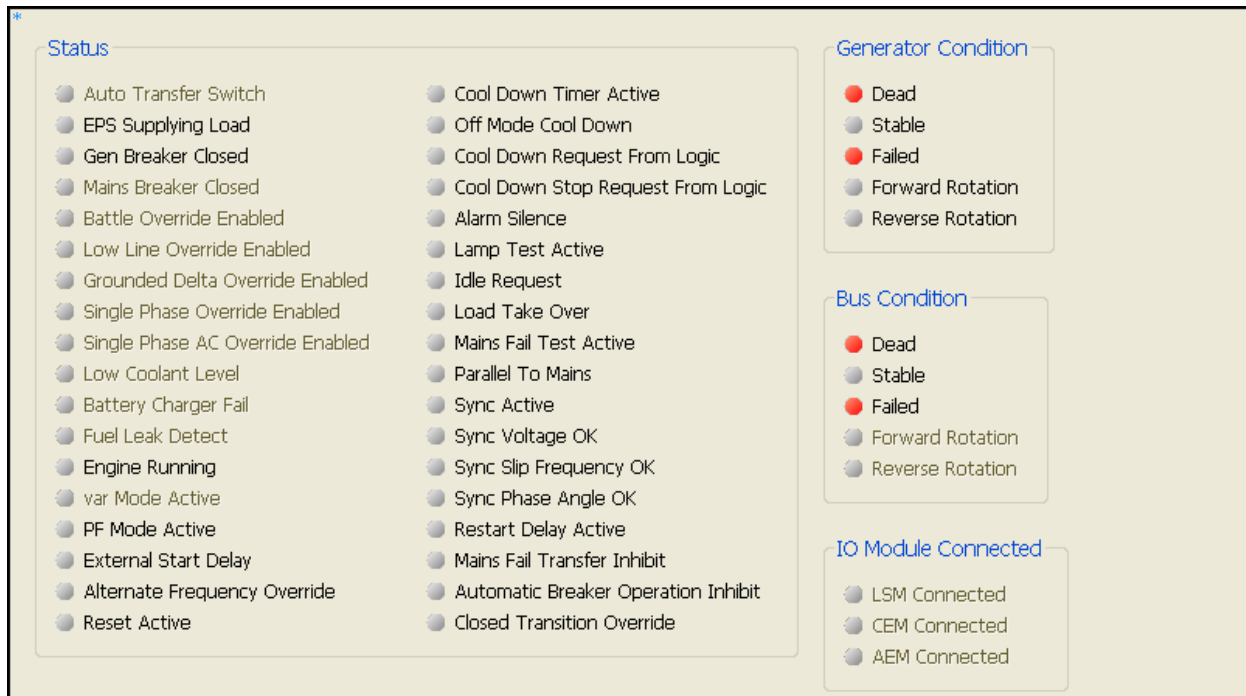 *
Status
Auto Transfer Switch
EPS Supplying Load
Gen Breaker Closed
Mains Breaker Closed
Battle Override Enabled
Low Line Override Enabled
Grounded Delta Override Enabled
Single Phase Override Enabled
Single Phase AC Override Enabled
Low Coolant Level
Battery Charger Fail
Fuel Leak Detect
Engine Running
var Mode Active
PF Mode Active
External Start Delay
Alternate Frequency Override
Reset Active
Cool Down Timer Active
Off Mode Cool Down
Cool Down Request From Logic
Cool Down Stop Request From Logic
Alarm Silence
Lamp Test Active
Idle Request
Load Take Over
Mains Fail Test Active
Parallel To Mains
Sync Active
Sync Voltage OK
Sync Slip Frequency OK
Sync Phase Angle OK
Restart Delay Active
Mains Fail Transfer Inhibit
Automatic Breaker Operation Inhibit
Closed Transition Override
Generator Condition
Dead
Stable
Failed
Forward Rotation
Reverse Rotation
Bus Condition
Dead
Stable
Failed
Forward Rotation
Reverse Rotation
IO Module Connected
LSM Connected
CEM Connected
AEM Connected